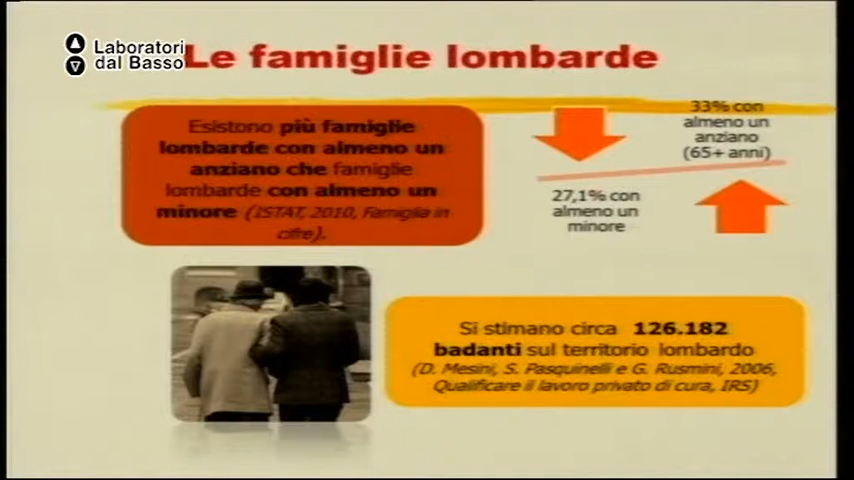 Laboratori
dal Basso
Le famiglie lombarde
Esistono più famiglie
lombarde con almeno un
anziano che famiglie
lombarde con almeno un
minore (ISTAT, 2010, Famiglia in
cifre).
33% con
almeno un
anziano
(65+ anni)
27,1% con
almeno un
minore
Si stimano circa 126.182
badanti sul territorio lombardo
(D. Mesini, S. Pasquinelli e G. Rusmini, 2006,
Qualificare il lavoro privato di cura, IRS)